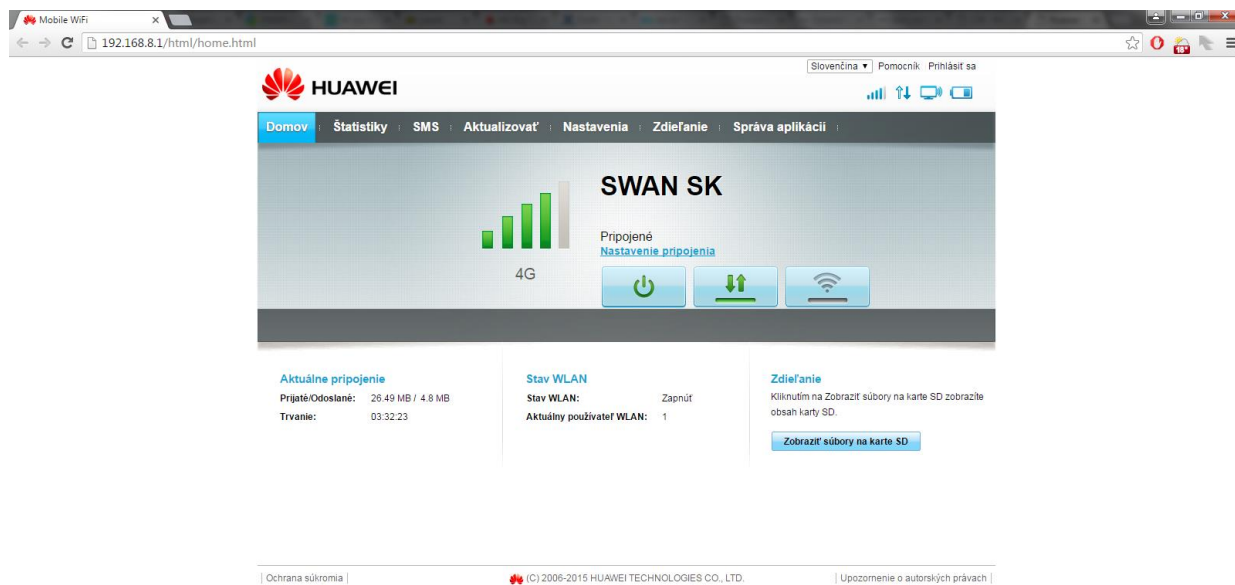 Mobile WiFi
192.168.8.1/html/home.html
18°
Slovenčina Pomocník Prihlásiť sa
HUAWEI
Domov Štatistiky SMS Aktualizovať Nastavenia Zdieľanie Správa aplikácií
SWAN SK
Pripojené
Nastavenie pripojenia
4G
Aktuálne pripojenie
Prijaté/Odoslané: 26.49 MB / 4.8 MB
Trvanie: 03:32:23
Stav WLAN
Stav WLAN: Zapnúť
Aktuálny používateľ WLAN: 1
Zdieľanie
Kliknutím na Zobraziť súbory na karte SD zobrazíte
obsah karty SD.
Zobraziť súbory na karte SD
Ochrana súkromia (C) 2006-2015 HUAWEI TECHNOLOGIES CO., LTD. Upozornenie o autorských právach